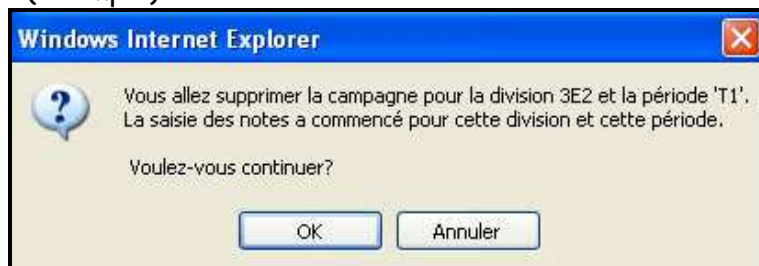 Windows Internet Explorer
Vous allez supprimer la campagne pour la division 3E2 et la période 'T1'.
La saisie des notes a commencé pour cette division et cette période.
Voulez-vous continuer?
OK
Annuler